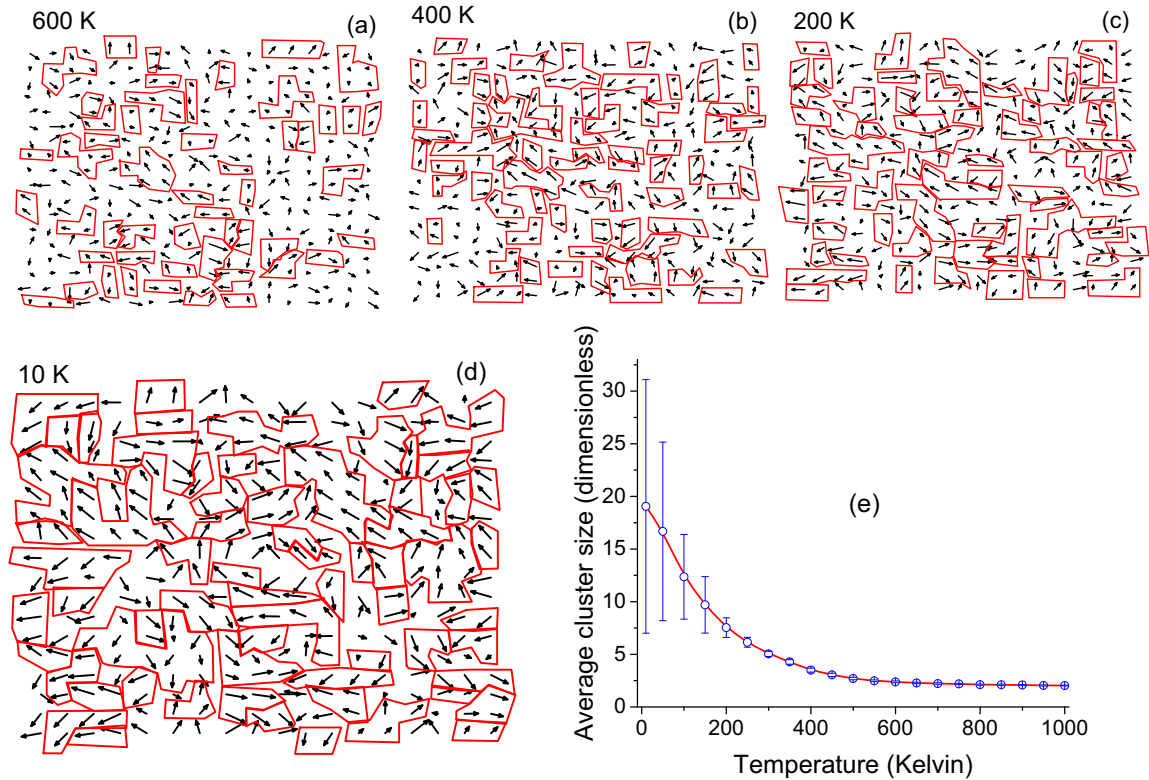 600 K
(a)
400 K
(b)
200 K
(c)
10 K
(d)
Average cluster size (dimensionless)
30
25
20
15
10
5
0
(e)
0
200
400
600
800
1000
Temperature (Kelvin)